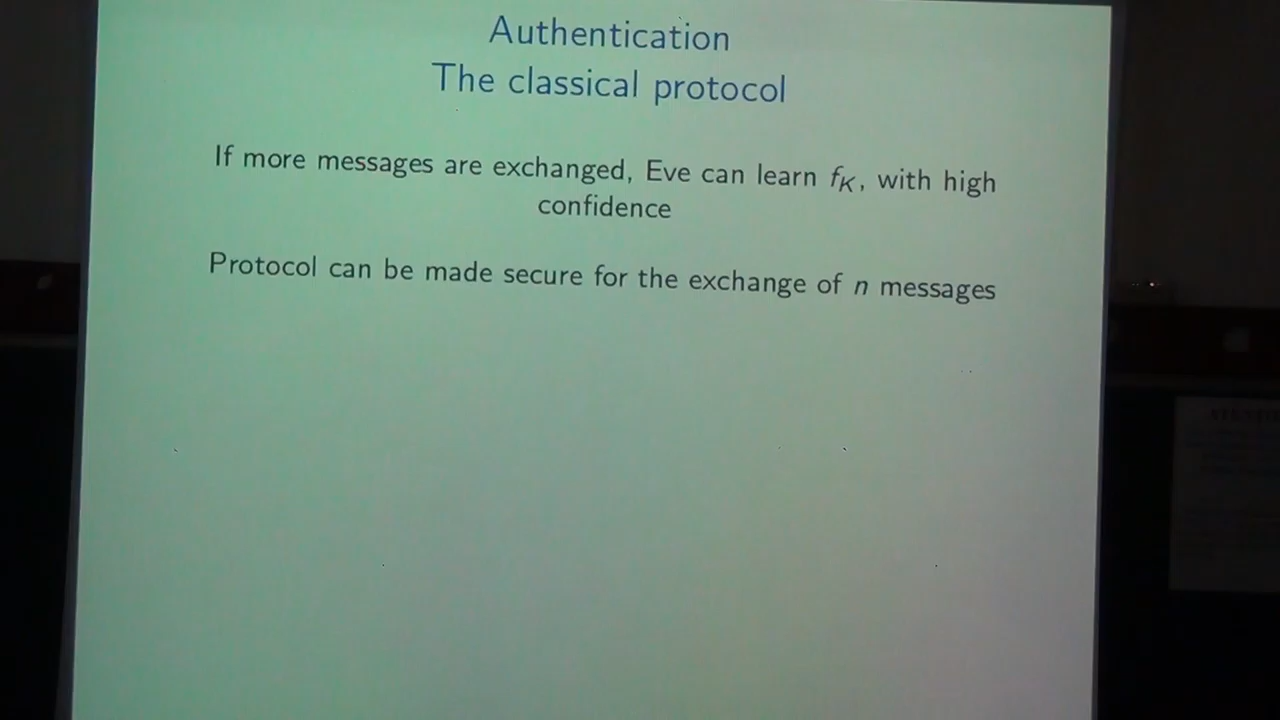 Authentication
The classical protocol
If more messages are exchanged, Eve can learn f_K, with high
confidence
Protocol can be made secure for the exchange of n messages